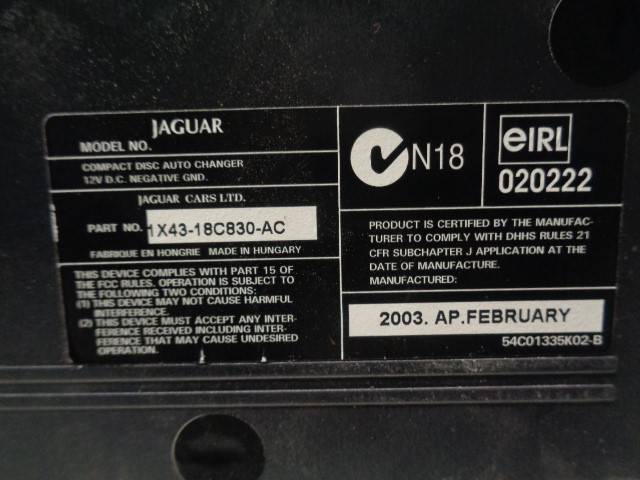 JAGUAR
MODEL NO.
COMPACT DISC AUTO CHANGER
12V D.C. NEGATIVE GND.
JAGUAR CARS LTD.
PART NO. 1X43-18C830-AC
FABRIQUE EN HONGRIE MADE IN HUNGARY
THIS DEVICE COMPLIES WITH PART 15 OF
THE FCC RULES. OPERATION IS SUBJECT TO
THE FOLLOWING TWO CONDITIONS:
(1) THIS DEVICE MAY NOT CAUSE HARMFUL
INTERFERENCE.
(2) THIS DEVICE MUST ACCEPT ANY INTER-
FERENCE RECEIVED INCLUDING INTER-
FERENCE THAT MAY CAUSE UNDESIRED
OPERATION.
N18
eIRL
020222
PRODUCT IS CERTIFIED BY THE MANUFAC-
TURER TO COMPLY WITH DHHS RULES 21
CFR SUBCHAPTER J APPLICATION AT THE
DATE OF MANUFACTURE.
MANUFACTURED:
2003. AP.FEBRUARY
54C01335K02-B